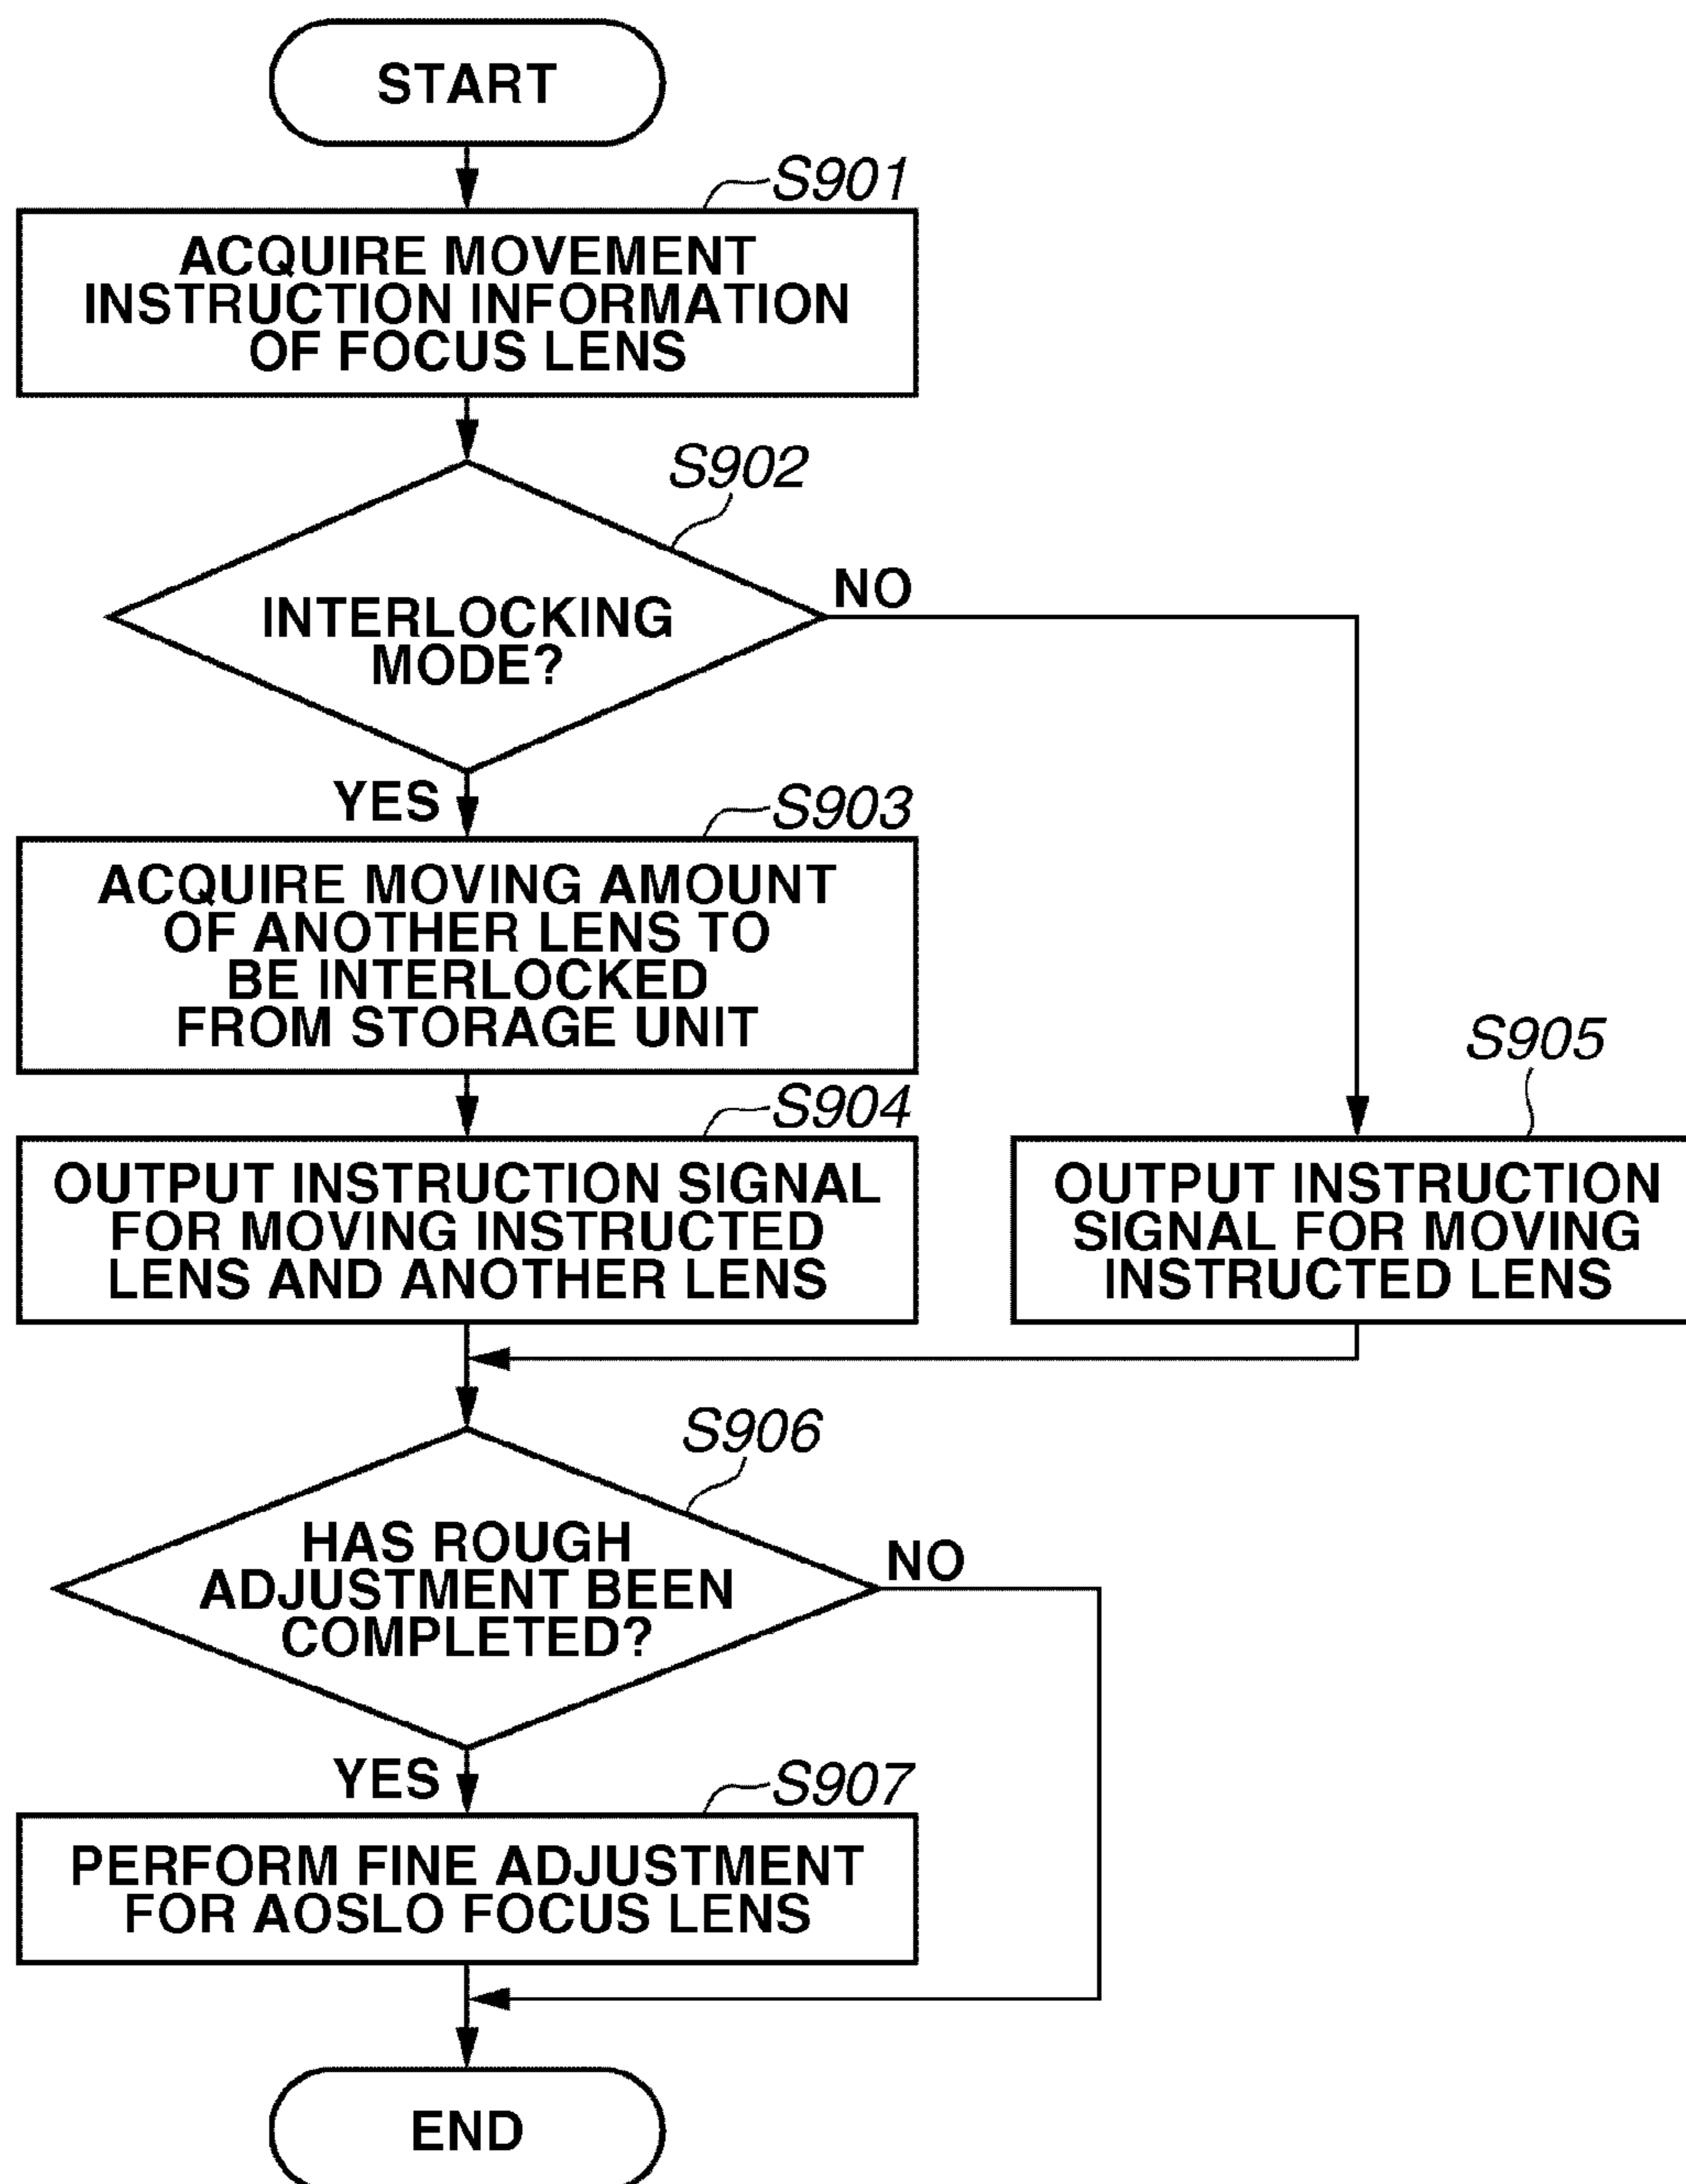 START
S901
ACQUIRE MOVEMENT
INSTRUCTION INFORMATION
OF FOCUS LENS
S902
INTERLOCKING
MODE?
NO
YES
S903
ACQUIRE MOVING AMOUNT
OF ANOTHER LENS TO
BE INTERLOCKED
FROM STORAGE UNIT
S904
OUTPUT INSTRUCTION SIGNAL
FOR MOVING INSTRUCTED
LENS AND ANOTHER LENS
S905
OUTPUT INSTRUCTION
SIGNAL FOR MOVING
INSTRUCTED LENS
S906
HAS ROUGH
ADJUSTMENT BEEN
COMPLETED?
NO
YES
S907
PERFORM FINE ADJUSTMENT
FOR AOSLO FOCUS LENS
END